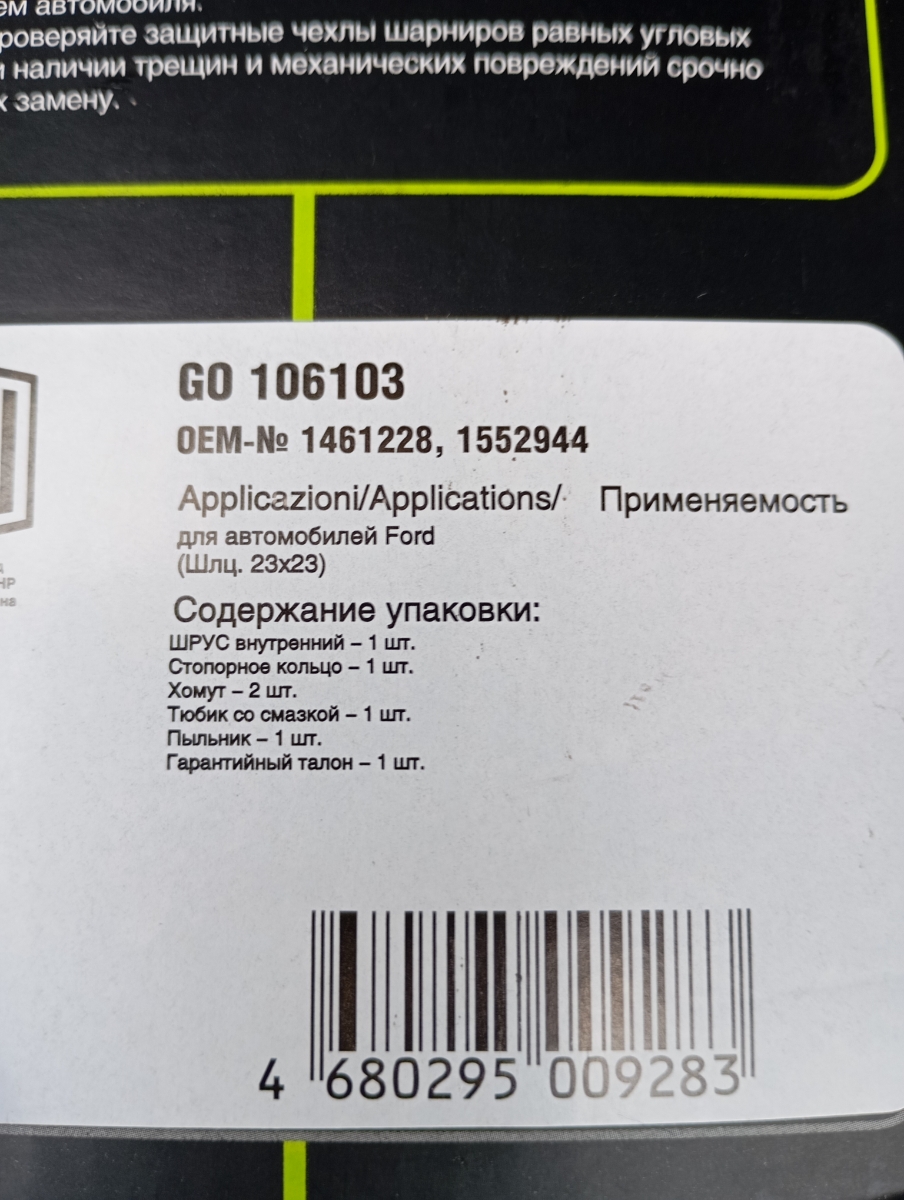 ем автомобиля.
роверяйте защитные чехлы шарниров равных угловых
и наличии трещин и механических повреждений срочно
х замену.
GO 106103
OEM-№ 1461228, 1552944
Applicazioni/Applications/ Применяемость
для автомобилей Ford
(Шлц. 23x23)
Содержание упаковки:
ШРУС внутренний – 1 шт.
Стопорное кольцо – 1 шт.
Хомут – 2 шт.
Тюбик со смазкой – 1 шт.
Пыльник – 1 шт.
Гарантийный талон – 1 шт.
4 680295 009283